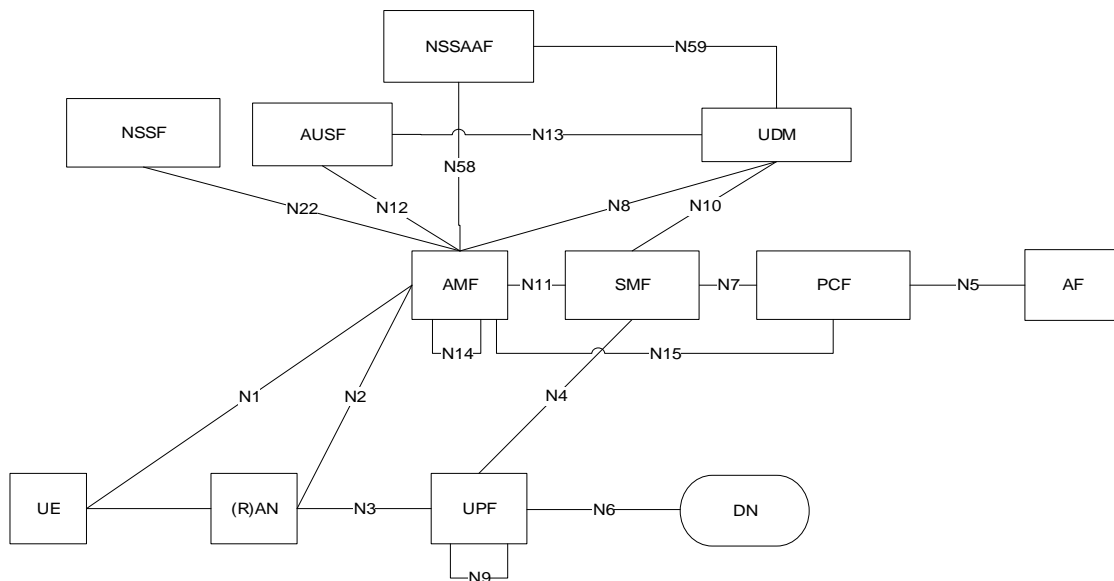 NSSAAF
N59
NSSF
AUSF
N13
UDM
N58
N22
N12
N8
N10
AMF
N11
SMF
N7
PCF
N5
AF
N14
N15
N1
N2
N4
UE
(R)AN
N3
UPF
N6
DN
N9